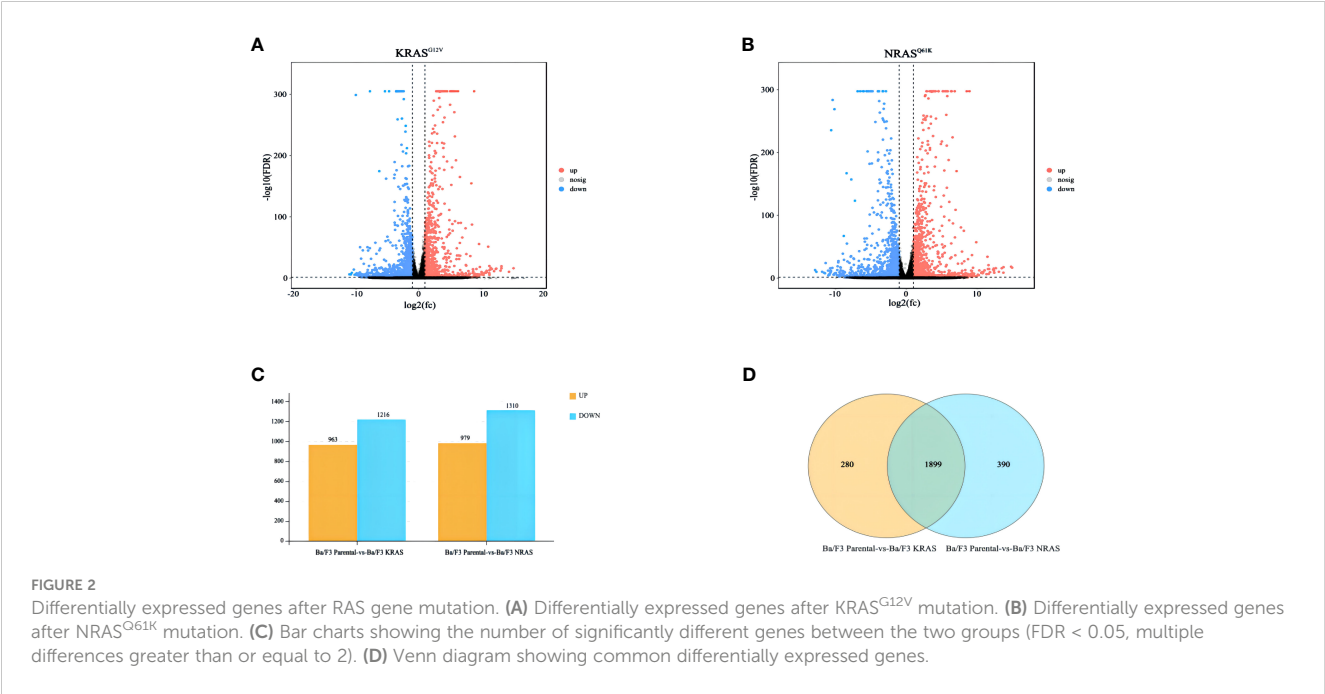 A
KRAS^G12V
-log10(FDR)
300
200
100
0
-20
-10
0
10
20
log2(fc)
up
nosig
down
B
NRAS^Q61K
-log10(FDR)
300
200
100
0
-10
0
10
log2(fc)
up
nosig
down
C
1400
1200
1000
800
600
400
200
0
963
1216
979
1310
Ba/F3 Parental-vs-Ba/F3 KRAS
Ba/F3 Parental-vs-Ba/F3 NRAS
UP
DOWN
D
280
1899
390
Ba/F3 Parental-vs-Ba/F3 KRAS
Ba/F3 Parental-vs-Ba/F3 NRAS
FIGURE 2
Differentially expressed genes after RAS gene mutation. (A) Differentially expressed genes after KRAS^G12V mutation. (B) Differentially expressed genes
after NRAS^Q61K mutation. (C) Bar charts showing the number of significantly different genes between the two groups (FDR < 0.05, multiple
differences greater than or equal to 2). (D) Venn diagram showing common differentially expressed genes.